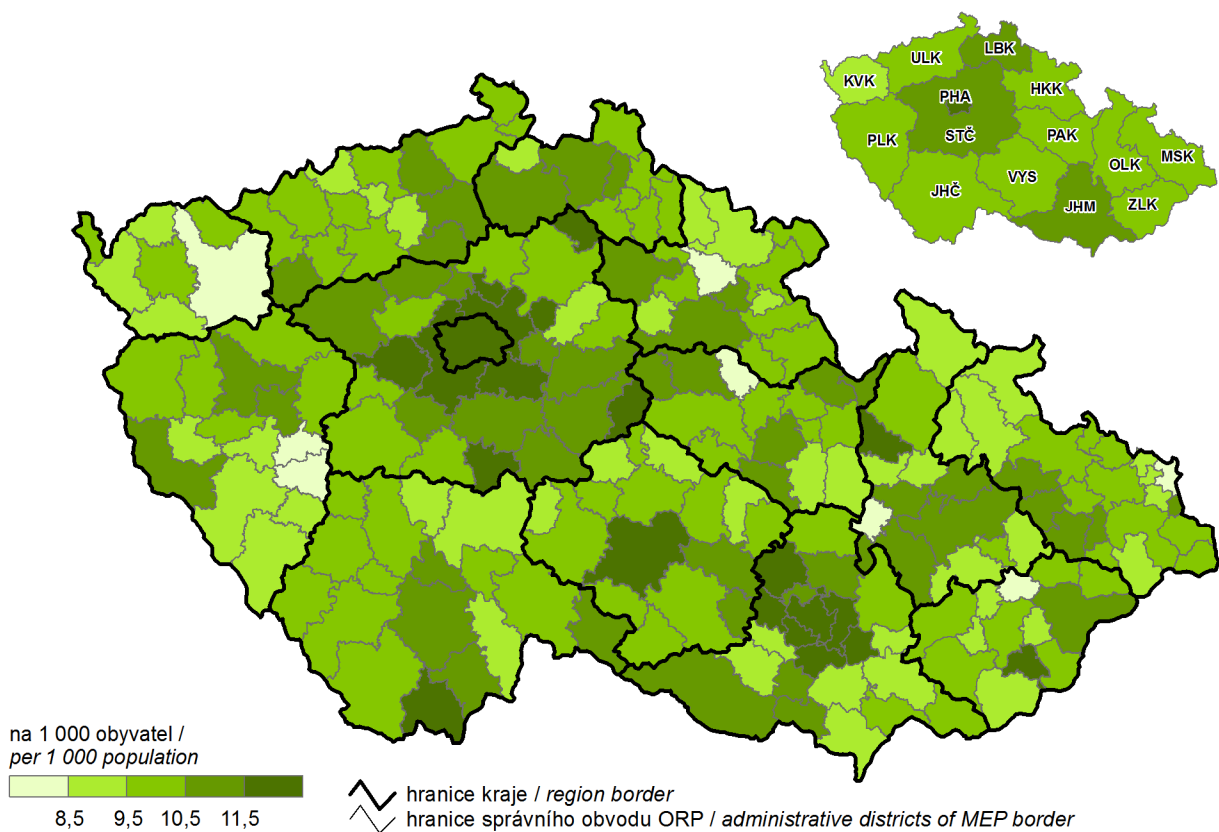 LBK
ULK
KVK
HKK
PHA
STČ
PAK
PLK
OLK
MSK
VYS
JHČ
JHM
ZLK
na 1 000 obyvatel /
per 1 000 population
8,5 9,5 10,5 11,5
hranice kraje / region border
hranice správního obvodu ORP / administrative districts of MEP border